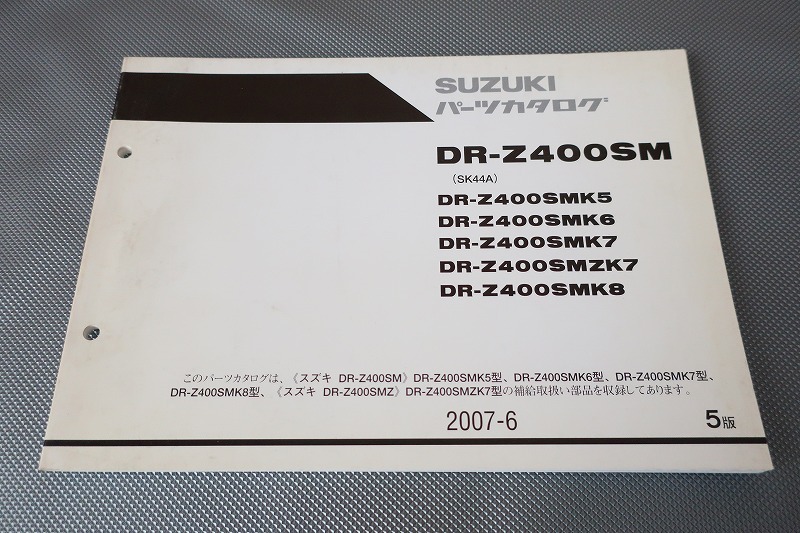 SUZUKI
パーツカタログ
DR-Z400SM
(SK44A)
DR-Z400SMK5
DR-Z400SMK6
DR-Z400SMK7
DR-Z400SMZK7
DR-Z400SMK8
このパーツカタログは、《スズキ DR-Z400SM》DR-Z400SMK5型、DR-Z400SMK6型、DR-Z400SMK7型、
DR-Z400SMK8型、《スズキ DR-Z400SMZ》DR-Z400SMZK7型の補給取扱い部品を収録してあります。
2007-6
5版